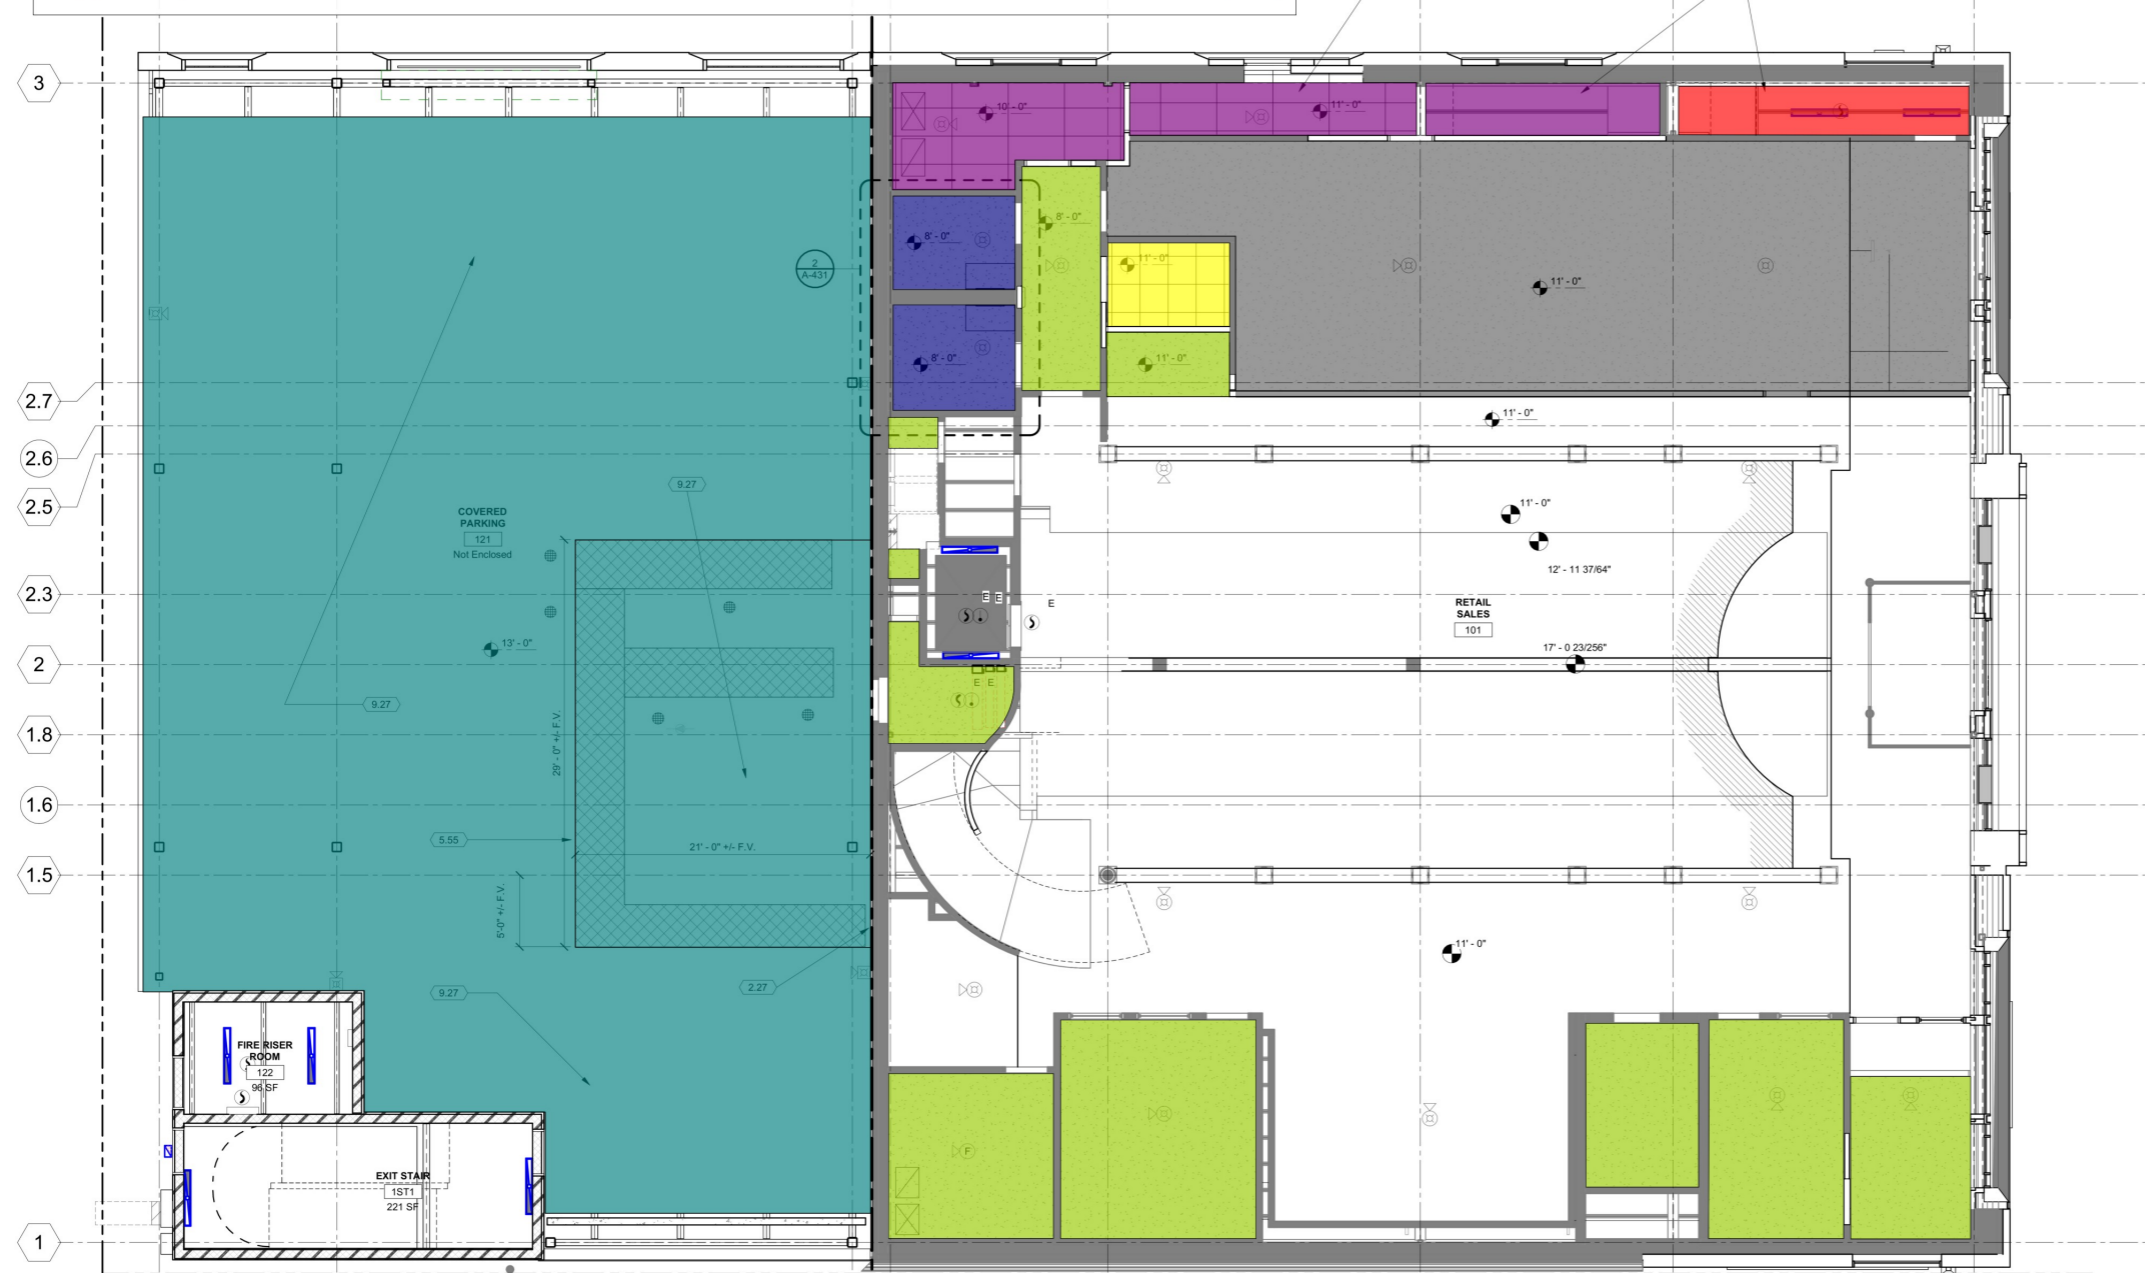 3
10' - 0"
11' - 0"
8' - 0"
8' - 0"
11' - 0"
2
A-431
11' - 0"
8' - 0"
11' - 0"
2.7
11' - 0"
2.6
9.27
2.5
COVERED
PARKING
121
Not Enclosed
11' - 0"
12' - 11 37/64"
2.3
E
E
E
RETAIL
SALES
101
13' - 0"
17' - 0 23/256"
2
E
E
9.27
1.8
29' - 0" +/- F.V.
1.6
5.55
21' - 0" +/- F.V.
1.5
5'-0" +/- F.V.
11' - 0"
9.27
2.27
FIRE RISER
ROOM
122
96 SF
F
EXIT STAIR
1ST1
221 SF
1